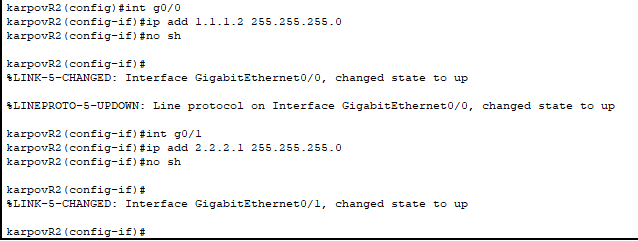 karpovR2(config)#int g0/0
karpovR2(config-if)#ip add 1.1.1.2 255.255.255.0
karpovR2(config-if)#no sh
karpovR2(config-if)#
%LINK-5-CHANGED: Interface GigabitEthernet0/0, changed state to up
%LINEPROTO-5-UPDOWN: Line protocol on Interface GigabitEthernet0/0, changed state to up
karpovR2(config-if)#int g0/1
karpovR2(config-if)#ip add 2.2.2.1 255.255.255.0
karpovR2(config-if)#no sh
karpovR2(config-if)#
%LINK-5-CHANGED: Interface GigabitEthernet0/1, changed state to up
karpovR2(config-if)#